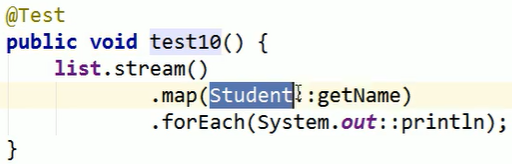 @Test
public void test10() {
list.stream()
.map(Student::getName)
.forEach(System.out::println);
}